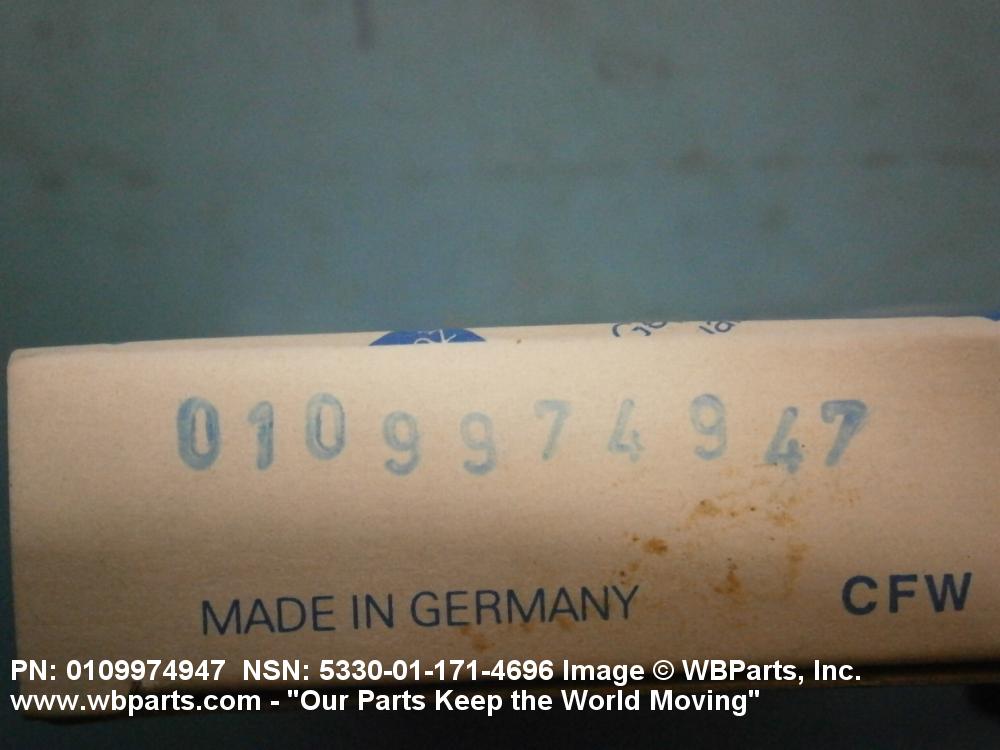 0109974947
MADE IN GERMANY
CFW
PN: 0109974947 NSN: 5330-01-171-4696 Image © WBParts, Inc.
www.wbparts.com - "Our Parts Keep the World Moving"